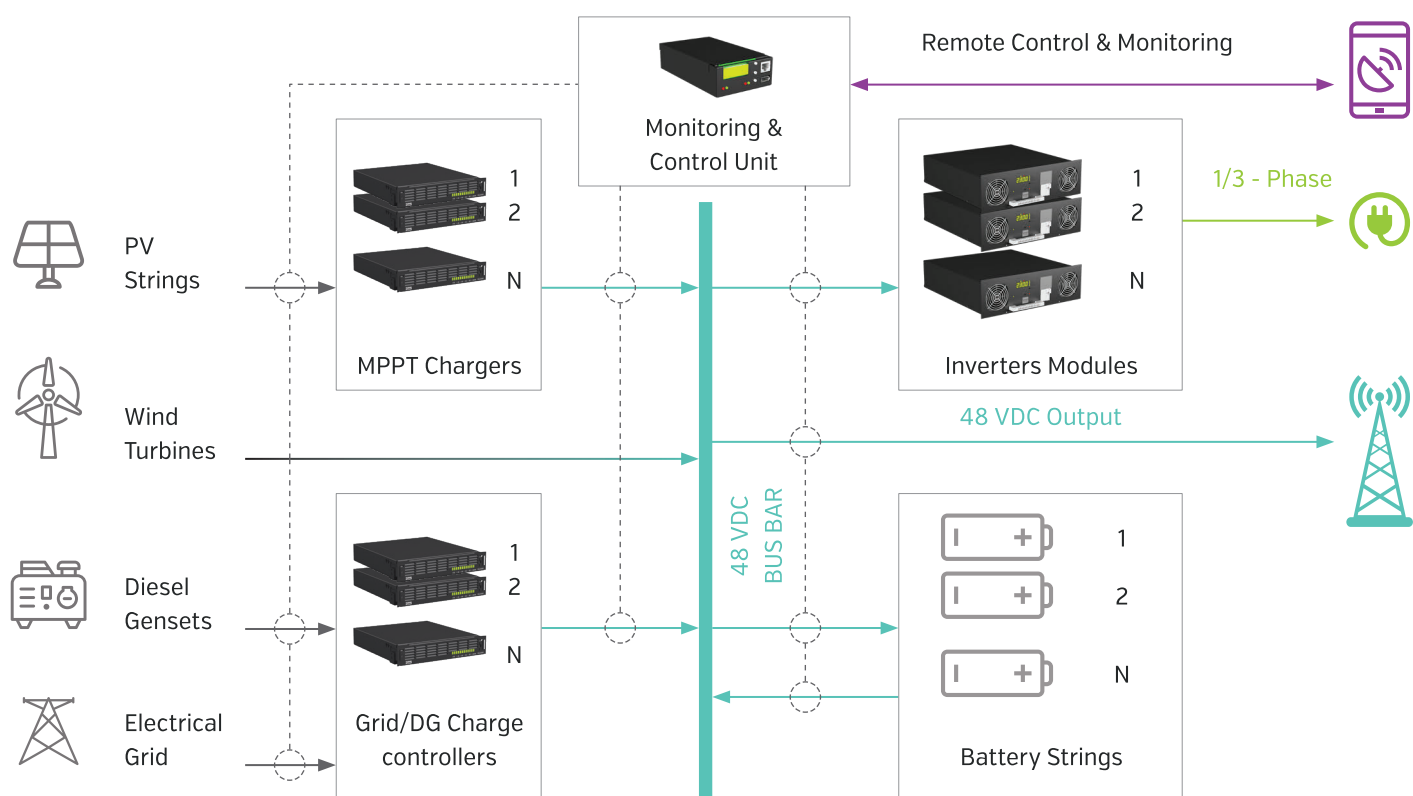 Remote Control & Monitoring
Monitoring &
Control Unit
1
2
N
MPPT Chargers
1
2
N
Inverters Modules
1/3 - Phase
PV
Strings
Wind
Turbines
48 VDC Output
48 VDC
BUS BAR
Diesel
Gensets
Electrical
Grid
1
2
N
Grid/DG Charge
controllers
1
2
N
Battery Strings